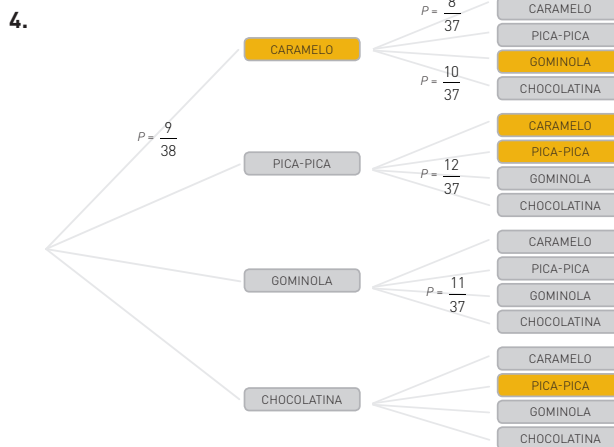 4.
P = 8/37
CARAMELO
PICA-PICA
GOMINOLA
CHOCOLATINA
CARAMELO
P = 10/37
P = 9/38
CARAMELO
PICA-PICA
GOMINOLA
CHOCOLATINA
PICA-PICA
P = 12/37
CARAMELO
PICA-PICA
GOMINOLA
CHOCOLATINA
GOMINOLA
P = 11/37
CARAMELO
PICA-PICA
GOMINOLA
CHOCOLATINA
CHOCOLATINA